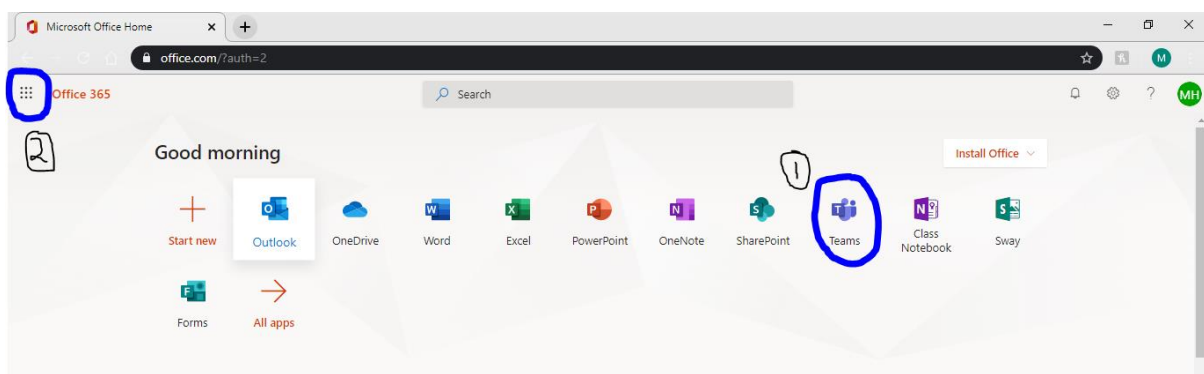 Microsoft Office Home
office.com/?auth=2
M
Office 365
Search
?
MH
2
Good morning
1
Install Office
Start new
Outlook
OneDrive
Word
Excel
PowerPoint
OneNote
SharePoint
Teams
Class
Notebook
Sway
Forms
All apps